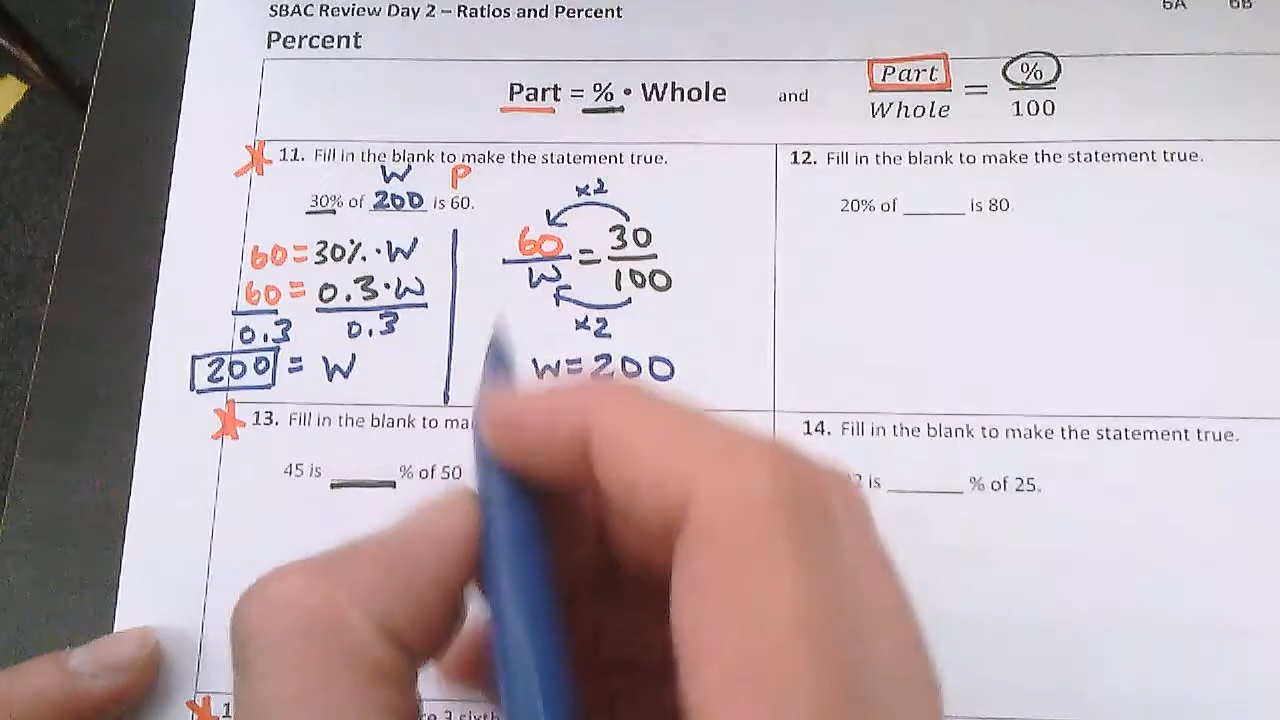 SBAC Review Day 2 – Ratios and Percent
6A 6B
Percent
Part = % • Whole and Part/Whole = %/100
11. Fill in the blank to make the statement true.
W P
30% of 200 is 60.
60 = 30% · W
60 = 0.3 · W
0.3 0.3
200 = W
×2
60/W = 30/100
×2
W = 200
12. Fill in the blank to make the statement true.
20% of ______ is 80.
13. Fill in the blank to
45 is ______ % of 50
14. Fill in the blank to make the statement true.
is ______ % of 25.